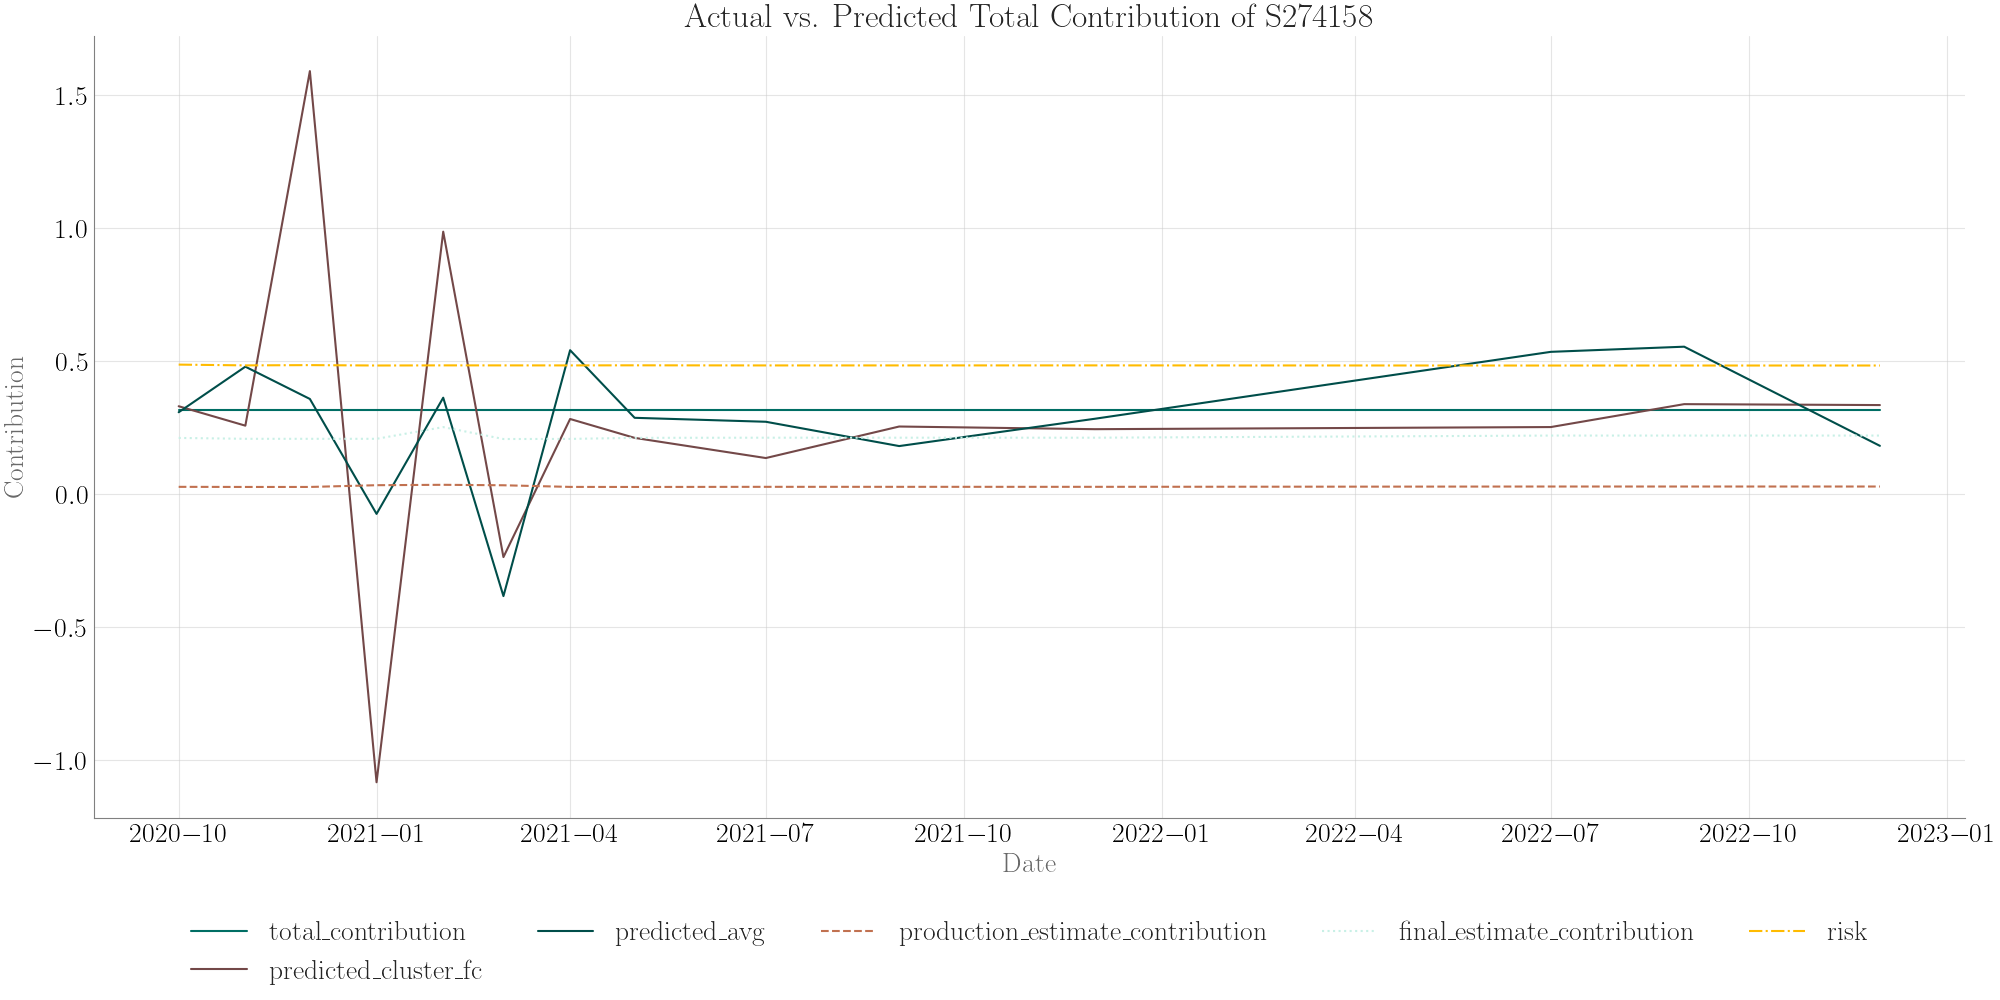 Actual vs. Predicted Total Contribution of S274158
Contribution
1.5
1.0
0.5
0.0
−0.5
−1.0
2020−10 2021−01 2021−04 2021−07 2021−10 2022−01 2022−04 2022−07 2022−10 2023−01
Date
total_contribution predicted_avg production_estimate_contribution final_estimate_contribution risk
predicted_cluster_fc